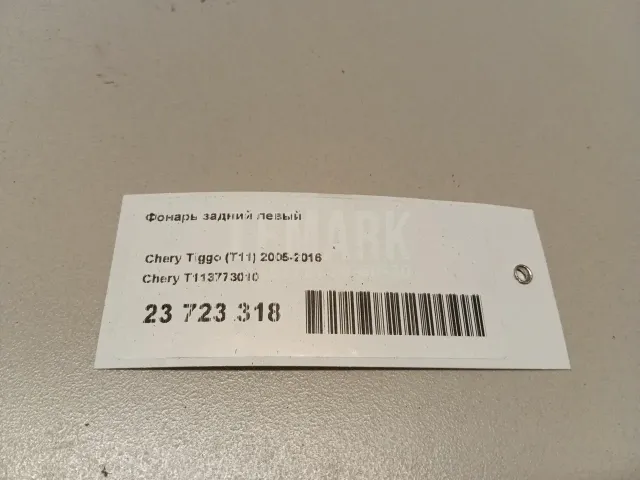 Фонарь задний левый
Chery Tiggo (T11) 2005-2016
Chery T113773010
23 723 318